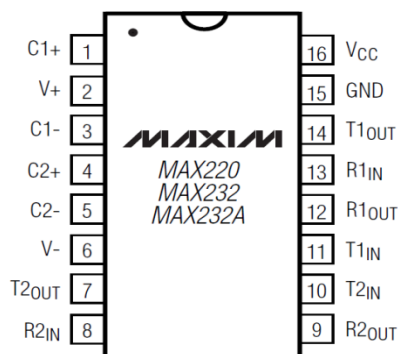 C1+ 1
V+ 2
C1- 3
C2+ 4
C2- 5
V- 6
T2OUT 7
R2IN 8
MAXIM
MAX220
MAX232
MAX232A
16 VCC
15 GND
14 T1OUT
13 R1IN
12 R1OUT
11 T1IN
10 T2IN
9 R2OUT